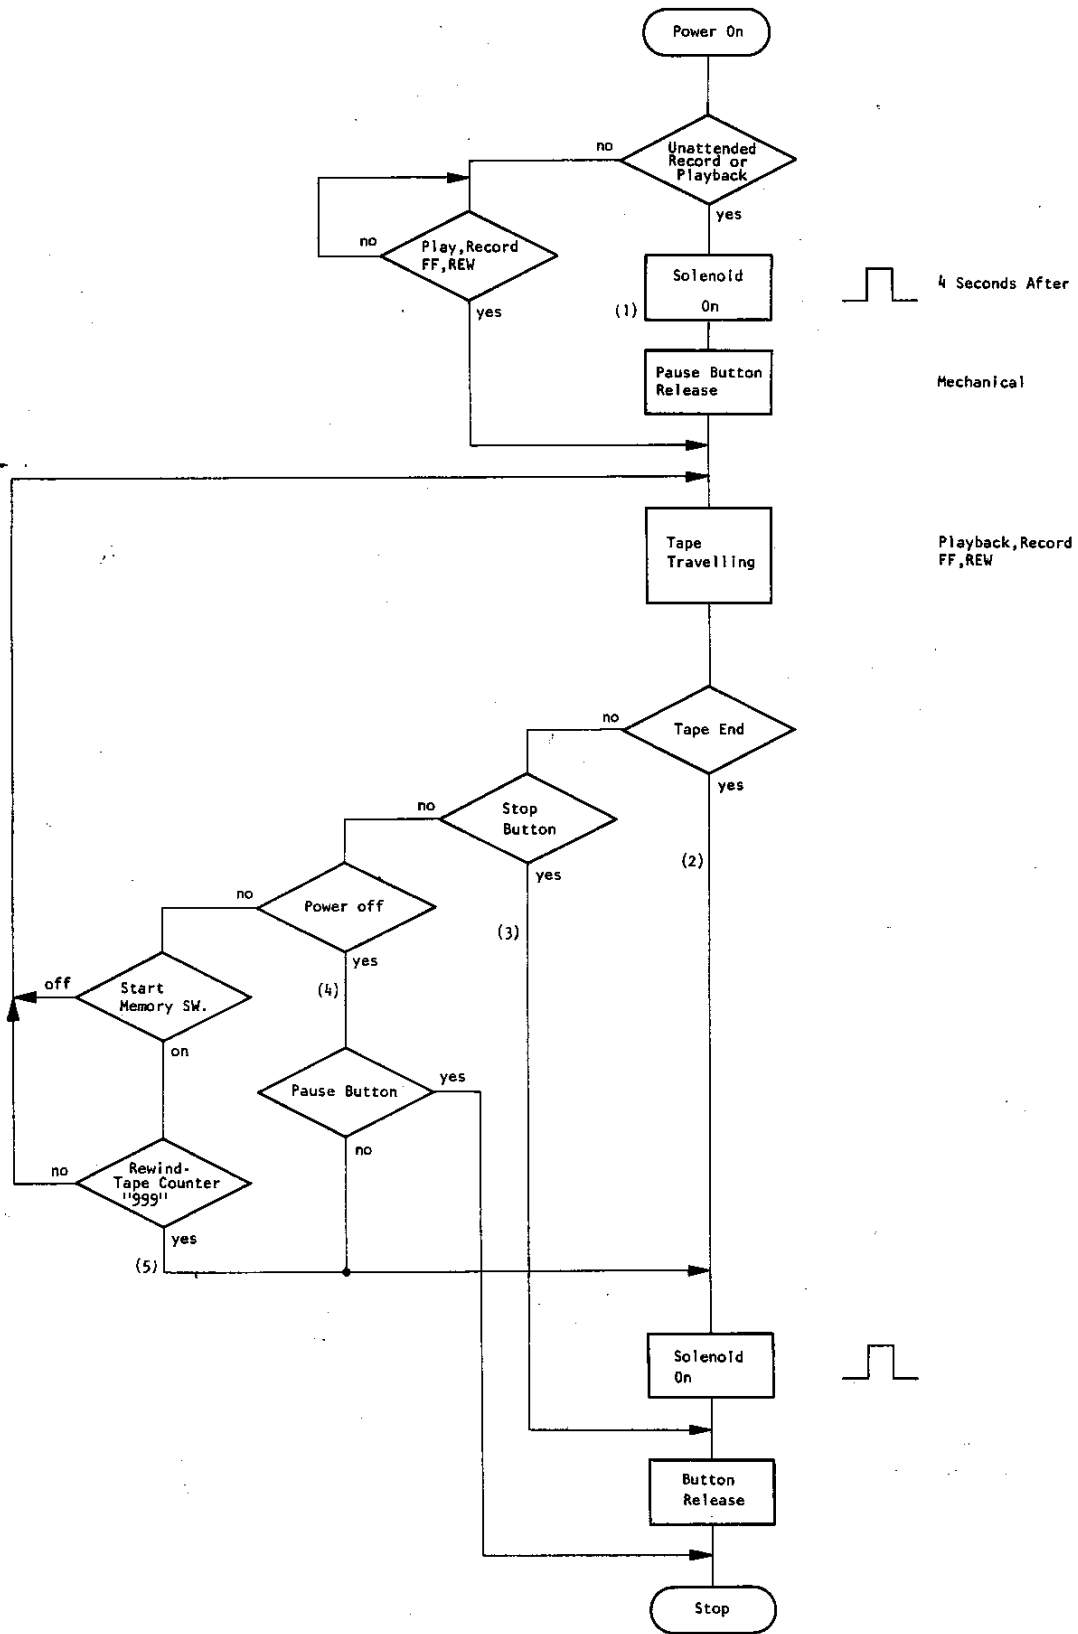 Power On
no
Unattended
Record or
Playback
yes
no
Play,Record
FF,REW
yes
Solenoid
On
(1)
4 Seconds After
Pause Button
Release
Mechanical
Tape
Travelling
Playback,Record
FF,REW
no
Tape End
yes
no
Stop
Button
yes
(2)
no
Power off
yes
(3)
(4)
off
Start
Memory SW.
on
Pause Button
yes
no
no
Rewind-
Tape Counter
"999"
yes
(5)
Solenoid
On
Button
Release
Stop